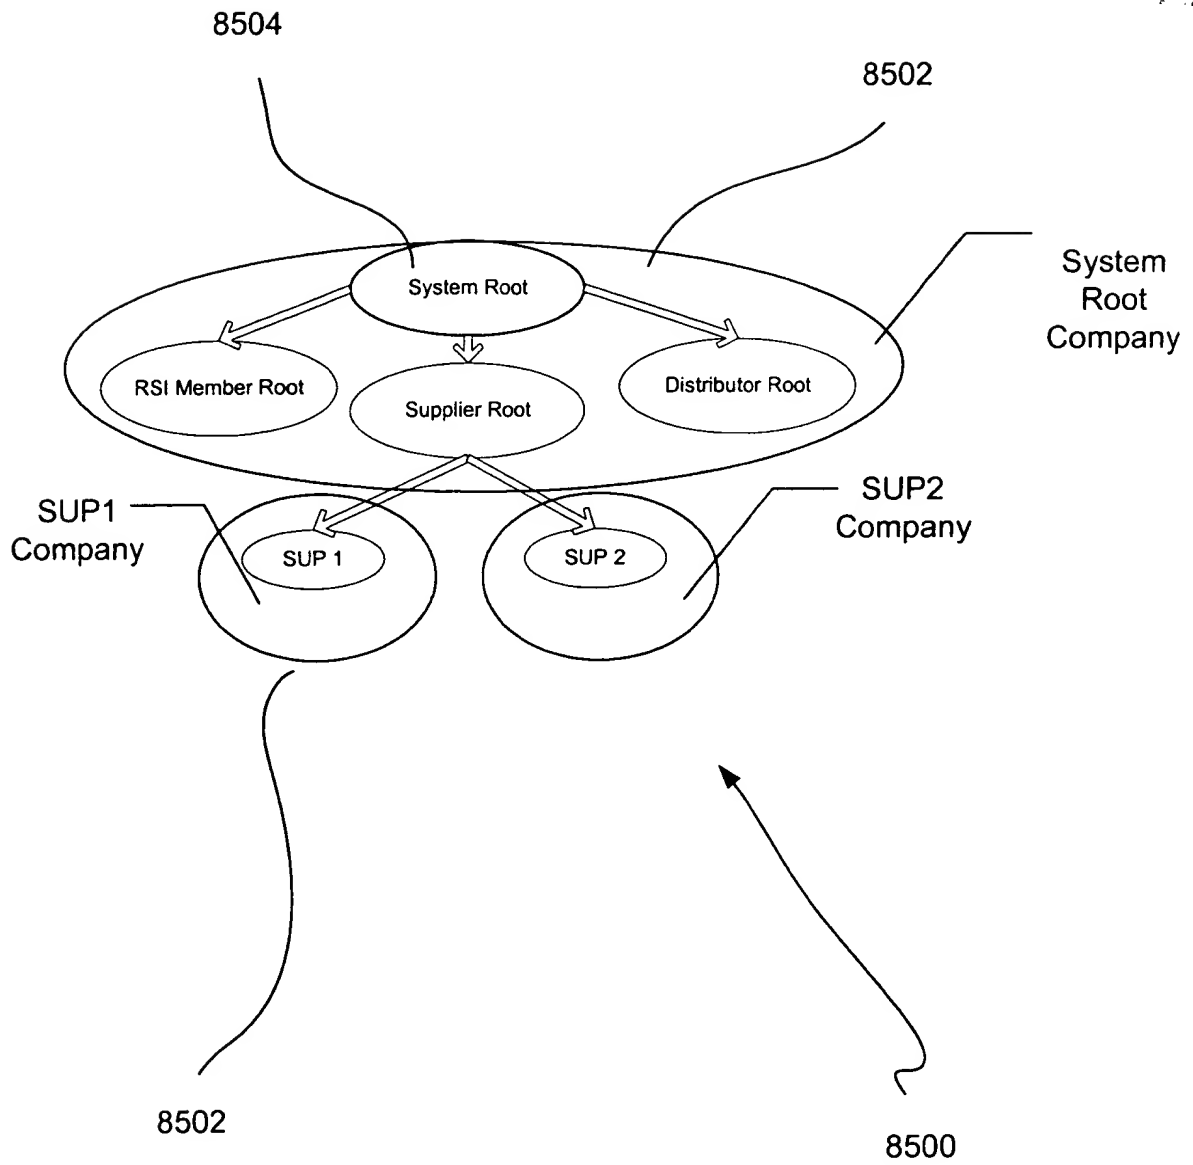 8504
8502
System Root
System
Root
Company
RSI Member Root
Supplier Root
Distributor Root
SUP1
Company
SUP 1
SUP 2
SUP2
Company
8502
8500